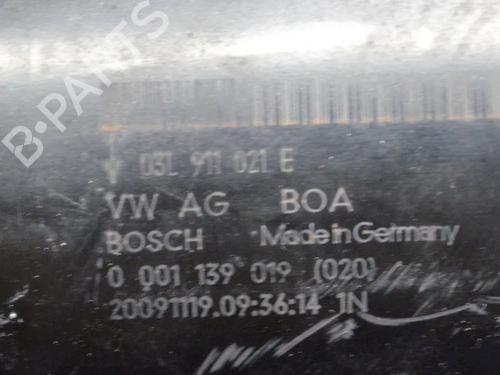 B-PARTS
V 03L 911 021 E
VW AG BOA
BOSCH Made in Germany
0 001 139 019 (020)
20091119.09:36:14 1N